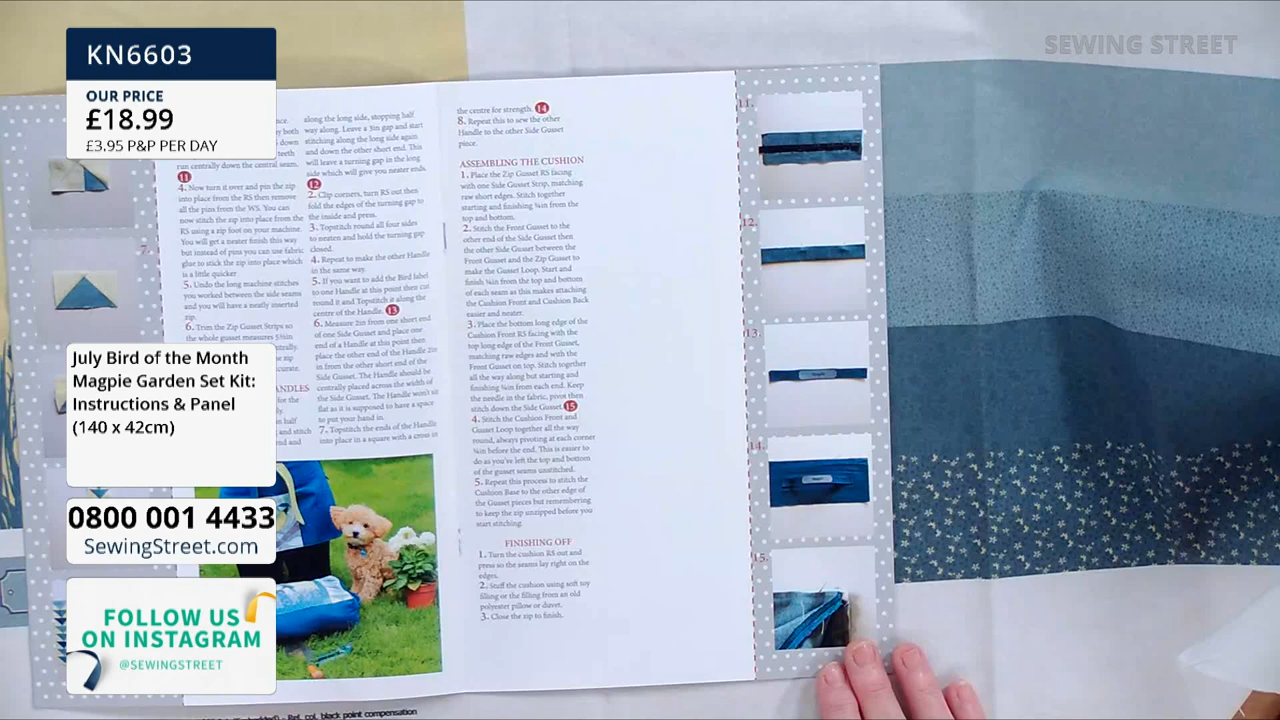 KN6603
OUR PRICE
£18.99
£3.95 P&P PER DAY
July Bird of the Month
Magpie Garden Set Kit:
Instructions & Panel
(140 x 42cm)
0800 001 4433
SewingStreet.com
FOLLOW US
ON INSTAGRAM
@SEWINGSTREET
SEWING STREET
7.
ran centrally down the central seam.
11
4. Now turn it over and pin the zip
into place from the RS then remove
all the pins from the WS. You can
now stitch the zip into place from the
RS using a zip foot on your machine.
You will get a neater finish this way
but instead of pins you can use fabric
glue to stick the zip into place which
is a little quicker
5. Undo the long machine stitches
you worked between the side seams
and you will have a neatly inserted
zip.
6. Trim the Zip Gusset Strips so
the whole gusset measures 5½in
along the long side, stopping half
way along. Leave a 3in gap and start
stitching along the long side again
and down the other short end. This
will leave a turning gap in the long
side which will give you neater ends.
12
2. Clip corners, turn RS out then
fold the edges of the turning gap to
the inside and press.
3. Topstitch round all four sides
to neaten and hold the turning gap
closed.
4. Repeat to make the other Handle
in the same way.
5. If you want to add the Bird label
to one Handle at this point then cut
round it and Topstitch it along the
centre of the Handle. 13
6. Measure 2in from one short end
of one Side Gusset and place one
end of a Handle at this point then
place the other end of the Handle 2in
in from the other short end of the
Side Gusset. The Handle should be
centrally placed across the width of
the Side Gusset. The Handle won't sit
flat as it is supposed to have a space
to put your hand in.
7. Topstitch the ends of the Handle
into place in a square with a cross in
the centre for strength. 14
8. Repeat this to sew the other
Handle to the other Side Gusset
piece.
ASSEMBLING THE CUSHION
1. Place the Zip Gusset RS facing
with one Side Gusset Strip, matching
raw short edges. Stitch together
starting and finishing ¼in from the
top and bottom.
2. Stitch the Front Gusset to the
other end of the Side Gusset then
the other Side Gusset between the
Front Gusset and the Zip Gusset to
make the Gusset Loop. Start and
finish ¼in from the top and bottom
of each seam as this makes attaching
the Cushion Front and Cushion Back
easier and neater.
3. Place the bottom long edge of the
Cushion Front RS facing with the
top long edge of the Front Gusset,
matching raw edges and with the
Front Gusset on top. Stitch together
all the way along but starting and
finishing ¼in from each end. Keep
the needle in the fabric, pivot then
stitch down the Side Gusset 15
4. Stitch the Cushion Front and
Gusset Loop together all the way
round, always pivoting at each corner
¼in before the end. This is easier to
do as you've left the top and bottom
of the gusset seams unstitched.
5. Repeat this process to stitch the
Cushion Base to the other edge of
the Gusset pieces but remembering
to keep the zip unzipped before you
start stitching.
FINISHING OFF
1. Turn the cushion RS out and
press so the seams lay right on the
edges.
2. Stuff the cushion using soft toy
filling or the filling from an old
polyester pillow or duvet.
3. Close the zip to finish.
11.
12.
13.
14.
15.
Ref. col. black point compensation